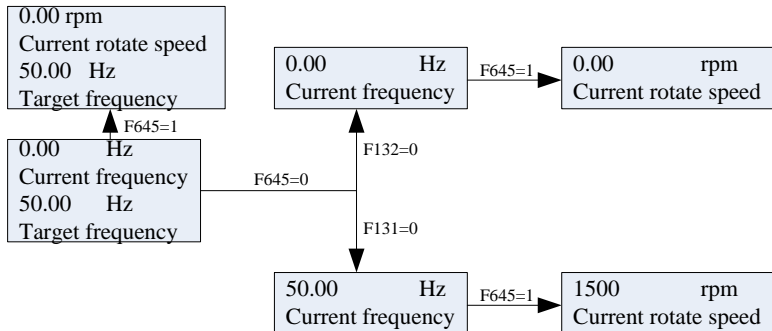 0.00 rpm
Current rotate speed
50.00 Hz
Target frequency
F645=1
0.00 Hz
Current frequency
50.00 Hz
Target frequency
F645=0
F132=0
F131=0
0.00 Hz
Current frequency
F645=1
0.00 rpm
Current rotate speed
50.00 Hz
Current frequency
F645=1
1500 rpm
Current rotate speed